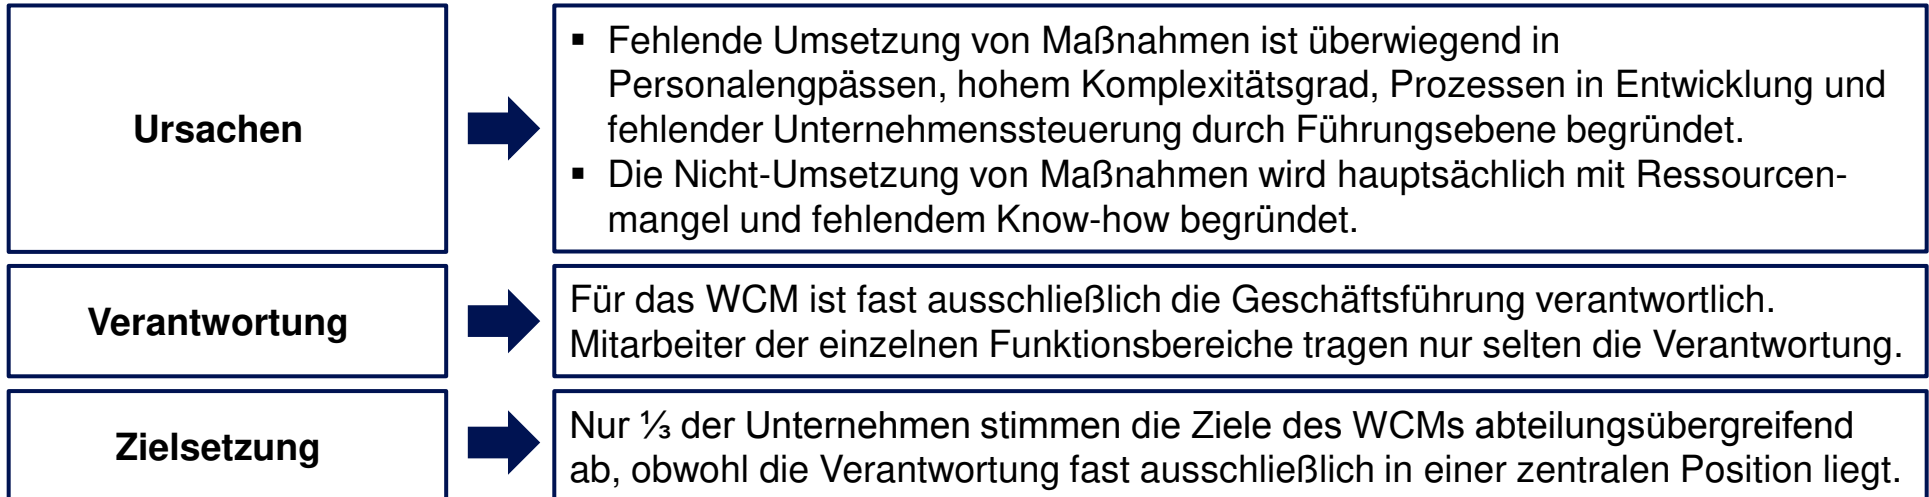 Ursachen
▪ Fehlende Umsetzung von Maßnahmen ist überwiegend in
Personalengpässen, hohem Komplexitätsgrad, Prozessen in Entwicklung und
fehlender Unternehmenssteuerung durch Führungsebene begründet.
▪ Die Nicht-Umsetzung von Maßnahmen wird hauptsächlich mit Ressourcen-
mangel und fehlendem Know-how begründet.
Verantwortung
Für das WCM ist fast ausschließlich die Geschäftsführung verantwortlich.
Mitarbeiter der einzelnen Funktionsbereiche tragen nur selten die Verantwortung.
Zielsetzung
Nur ⅓ der Unternehmen stimmen die Ziele des WCMs abteilungsübergreifend
ab, obwohl die Verantwortung fast ausschließlich in einer zentralen Position liegt.